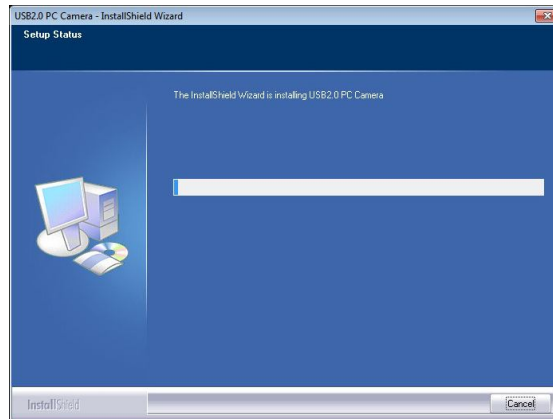 USB2.0 PC Camera - InstallShield Wizard
Setup Status
The InstallShield Wizard is installing USB2.0 PC Camera
InstallShield
Cancel